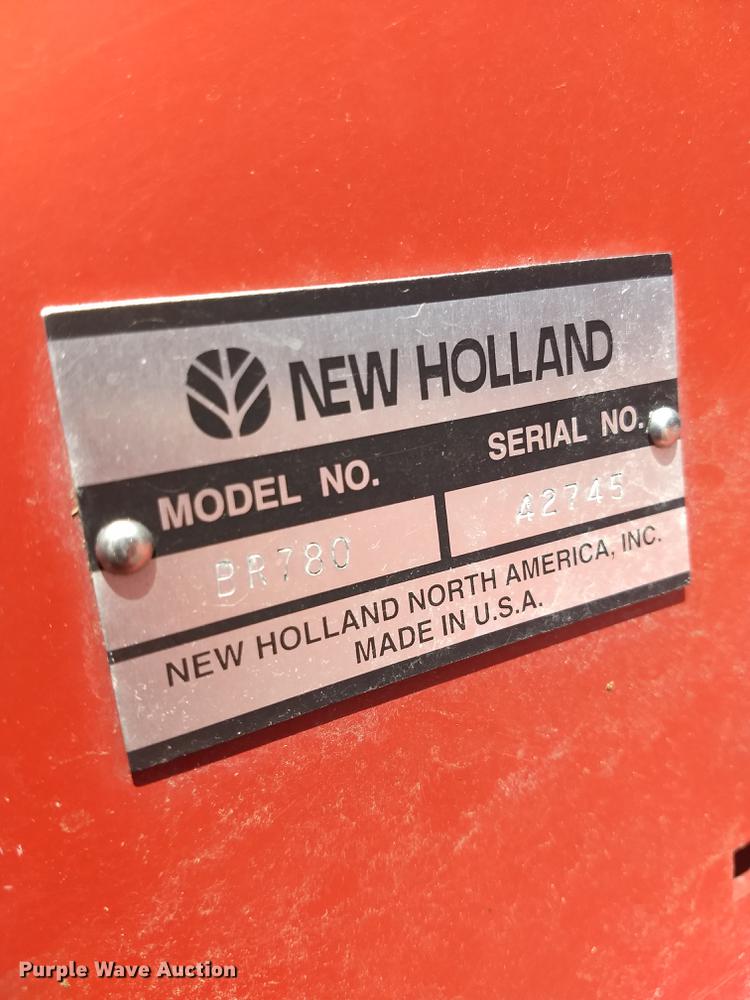 NEW HOLLAND
MODEL NO.
SERIAL NO.
BR780
42745
NEW HOLLAND NORTH AMERICA, INC.
MADE IN U.S.A.
Purple Wave Auction